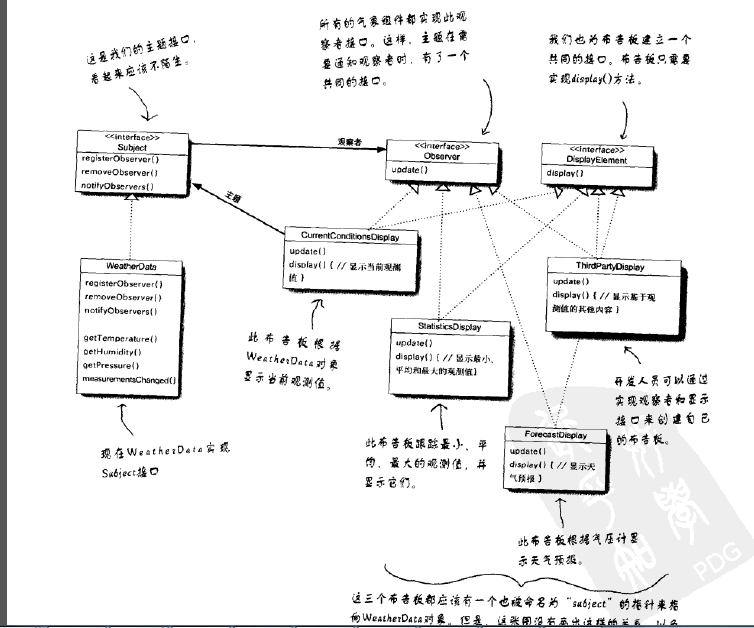 这是我们的主题接口,
看起来应该不陌生。
所有的气象组件都实现此观
察者接口。这样,主题在需
要通知观察者时,有了一个
共同的接口。
我们也为布告板建立一个
共同的接口。布告板只需要
实现display()方法。
<<interface>>
Subject
registerObserver()
removeObserver()
notifyObservers()
观察者
<<interface>>
Observer
update()
<<interface>>
DisplayElement
display()
主题
CurrentConditionsDisplay
update()
display() { // 显示当前观测
值 }
WeatherData
registerObserver()
removeObserver()
notifyObservers()
getTemperature()
getHumidity()
getPressure()
measurementsChanged()
ThirdPartyDisplay
update()
display() { // 显示基于观
测值的其他内容 }
StatisticsDisplay
update()
display() { // 显示最小、
平均和最大的观测值}
此布告板根据
WeatherData对象
显示当前观测值。
开发人员可以通过
实现观察者和显示
接口来创建自己
的布告板。
ForecastDisplay
update()
display() { // 显示天
气预报 }
现在WeatherData实现
Subject接口
此布告板跟踪最小、平
均、最大的观测值,并
显示它们。
此布告板根据气压计显
示天气预报。
PDG
这三个布告板都应该有一个也被命名为“subject”的指针来指
向WeatherData对象。但是,这张图没有画出这样的关系,以免